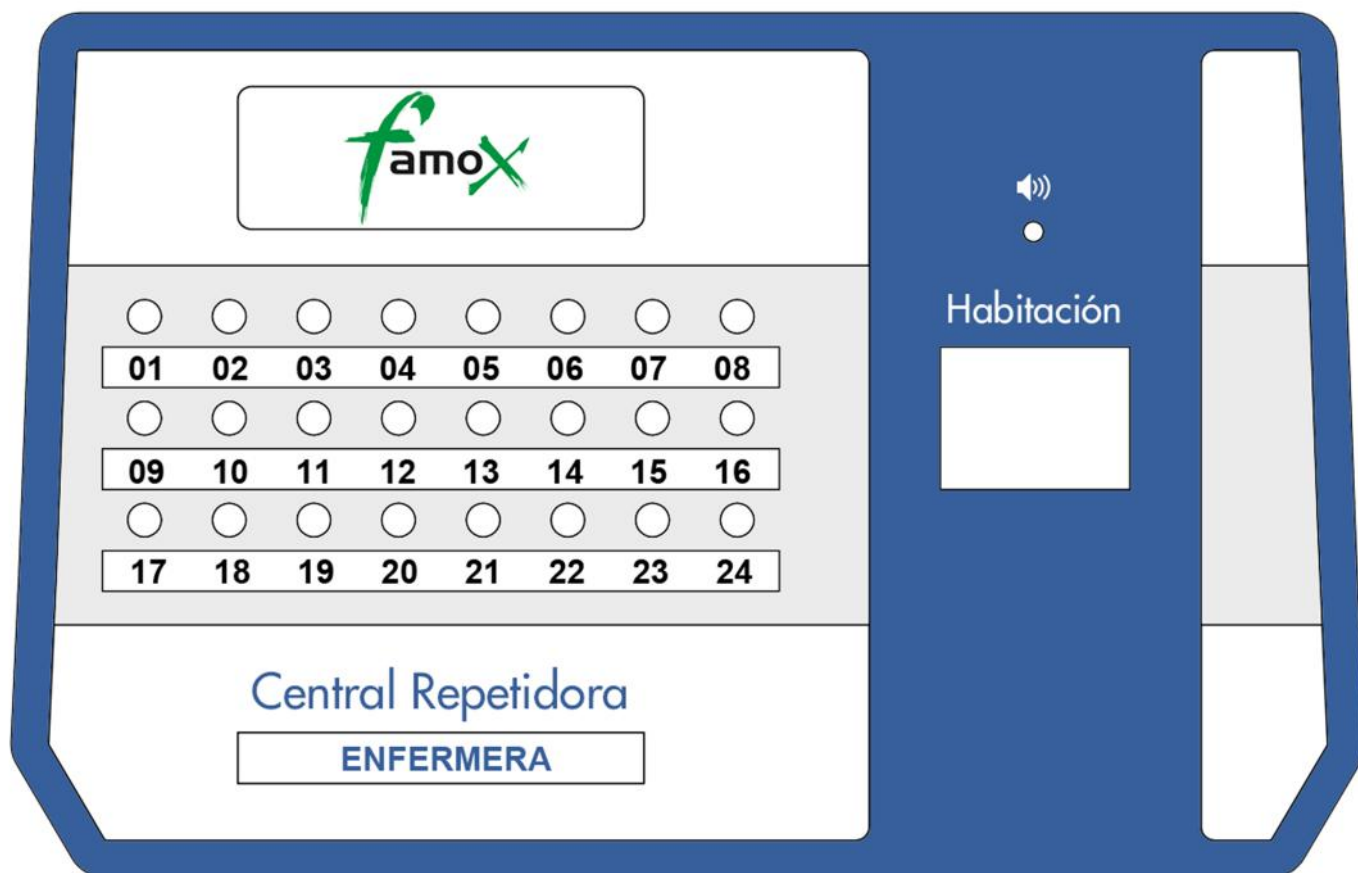 famox
Habitación
01 02 03 04 05 06 07 08
09 10 11 12 13 14 15 16
17 18 19 20 21 22 23 24
Central Repetidora
ENFERMERA